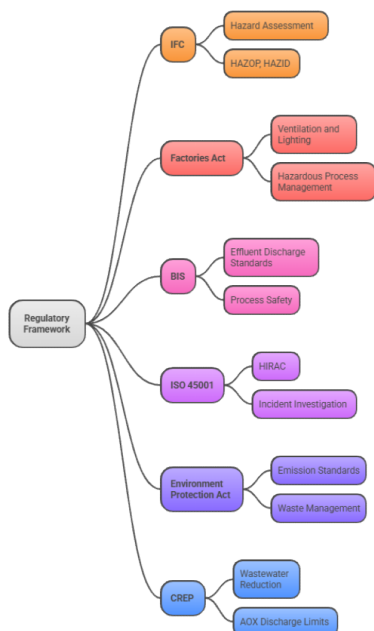 Regulatory
Framework
IFC
Hazard Assessment
HAZOP, HAZID
Factories Act
Ventilation and
Lighting
Hazardous Process
Management
BIS
Effluent Discharge
Standards
Process Safety
ISO 45001
HIRAC
Incident Investigation
Environment
Protection Act
Emission Standards
Waste Management
CREP
Wastewater
Reduction
AOX Discharge Limits